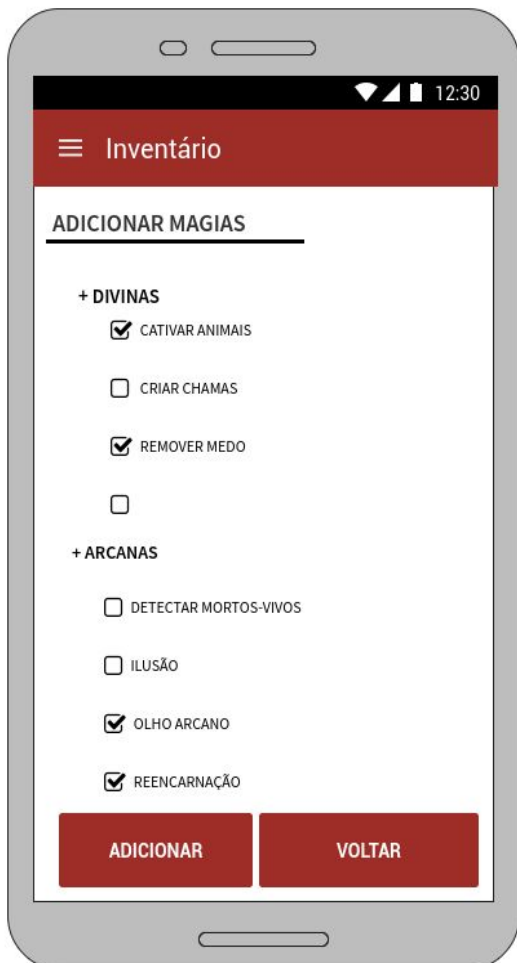 12:30
Inventário
ADICIONAR MAGIAS
+ DIVINAS
CATIVAR ANIMAIS
CRIAR CHAMAS
REMOVER MEDO
+ ARCANAS
DETECTAR MORTOS-VIVOS
ILUSÃO
OLHO ARCANO
REENCARNAÇÃO
ADICIONAR VOLTAR